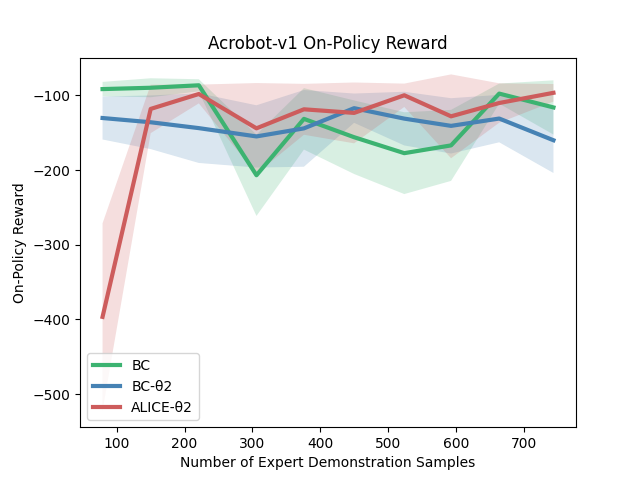 Acrobot-v1 On-Policy Reward
On-Policy Reward
−100
−200
−300
−400
−500
BC
BC-θ2
ALICE-θ2
100 200 300 400 500 600 700
Number of Expert Demonstration Samples